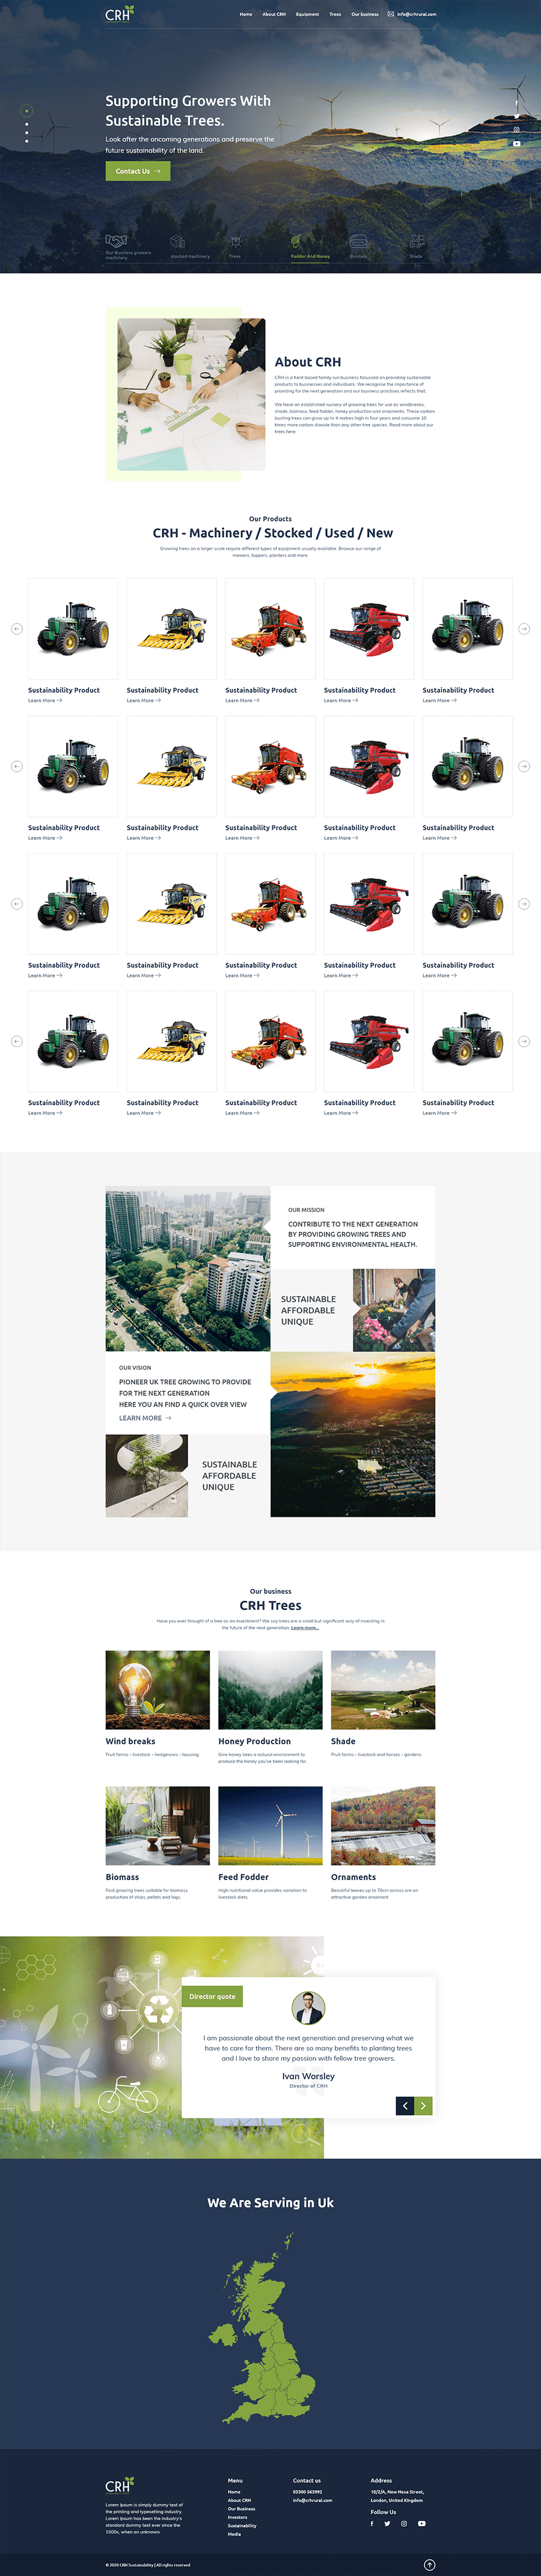 CRH
Home About CRH Equipment Trees Our business info@crhrural.com
Supporting Growers With
Sustainable Trees.
Look after the oncoming generations and preserve the
future sustainability of the land.
Contact Us
Our Business growers
machinery
stocked machinery
Trees
Fodder And Honey
Biomass
Shade
About CRH
CRH is a Kent based family run business focussed on providing sustainable
products to businesses and individuals. We recognise the importance of
providing for the next generation and our business practices reflects that.
We have an established nursery of growing trees for use as windbreaks,
shade, biomass, feed fodder, honey production and ornaments. These carbon
busting trees can grow up to 4 metres high in four years and consume 10
times more carbon dioxide than any other tree species. Read more about our
trees here.
Our Products
CRH - Machinery / Stocked / Used / New
Growing trees on a larger scale require different types of equipment usually available. Browse our range of
mowers, toppers, planters and more
Sustainability Product Sustainability Product Sustainability Product Sustainability Product Sustainability Product
Learn More Learn More Learn More Learn More Learn More
Sustainability Product Sustainability Product Sustainability Product Sustainability Product Sustainability Product
Learn More Learn More Learn More Learn More Learn More
Sustainability Product Sustainability Product Sustainability Product Sustainability Product Sustainability Product
Learn More Learn More Learn More Learn More Learn More
Sustainability Product Sustainability Product Sustainability Product Sustainability Product Sustainability Product
Learn More Learn More Learn More Learn More Learn More
OUR MISSION
CONTRIBUTE TO THE NEXT GENERATION
BY PROVIDING GROWING TREES AND
SUPPORTING ENVIRONMENTAL HEALTH.
SUSTAINABLE
AFFORDABLE
UNIQUE
OUR VISION
PIONEER UK TREE GROWING TO PROVIDE
FOR THE NEXT GENERATION
HERE YOU AN FIND A QUICK OVER VIEW
LEARN MORE
SUSTAINABLE
AFFORDABLE
UNIQUE
Our business
CRH Trees
Have you ever thought of a tree as an investment? We say trees are a small but significant way of investing in
the future of the next generation. Learn more...
Wind breaks
Fruit farms - livestock - hedgerows - housing
Honey Production
Give honey bees a natural environment to
produce the honey you've been looking for.
Shade
Fruit farms - livestock and horses - gardens
Biomass
Fast growing trees suitable for biomass
production of chips, pellets and logs.
Feed Fodder
High nutritional value provides variation to
livestock diets
Ornaments
Beautiful leaves up to 70cm across are an
attractive garden ornament
Director quote
I am passionate about the next generation and preserving what we
have to care for them. There are so many benefits to planting trees
and I love to share my passion with fellow tree growers.
Ivan Worsley
Director of CRH
We Are Serving in Uk
CRH
Lorem Ipsum is simply dummy text of
the printing and typesetting industry.
Lorem Ipsum has been the industry's
standard dummy text ever since the
1500s, when an unknown
Menu
Home
About CRH
Our Business
Investors
Sustainability
Media
Contact us
03300 563992
info@crhrural.com
Address
10/2/A, New Hexa Street,
London, United Kingdom
Follow Us
© 2020 CRH Sustainability | All rights reserved